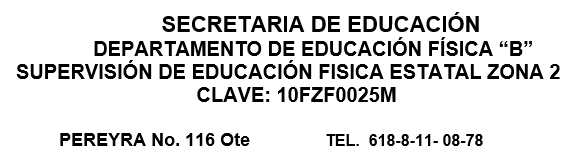 SECRETARIA DE EDUCACIÓN
DEPARTAMENTO DE EDUCACIÓN FÍSICA “B”
SUPERVISIÓN DE EDUCACIÓN FISICA ESTATAL ZONA 2
CLAVE: 10FZF0025M
PEREYRA No. 116 Ote TEL. 618-8-11- 08-78